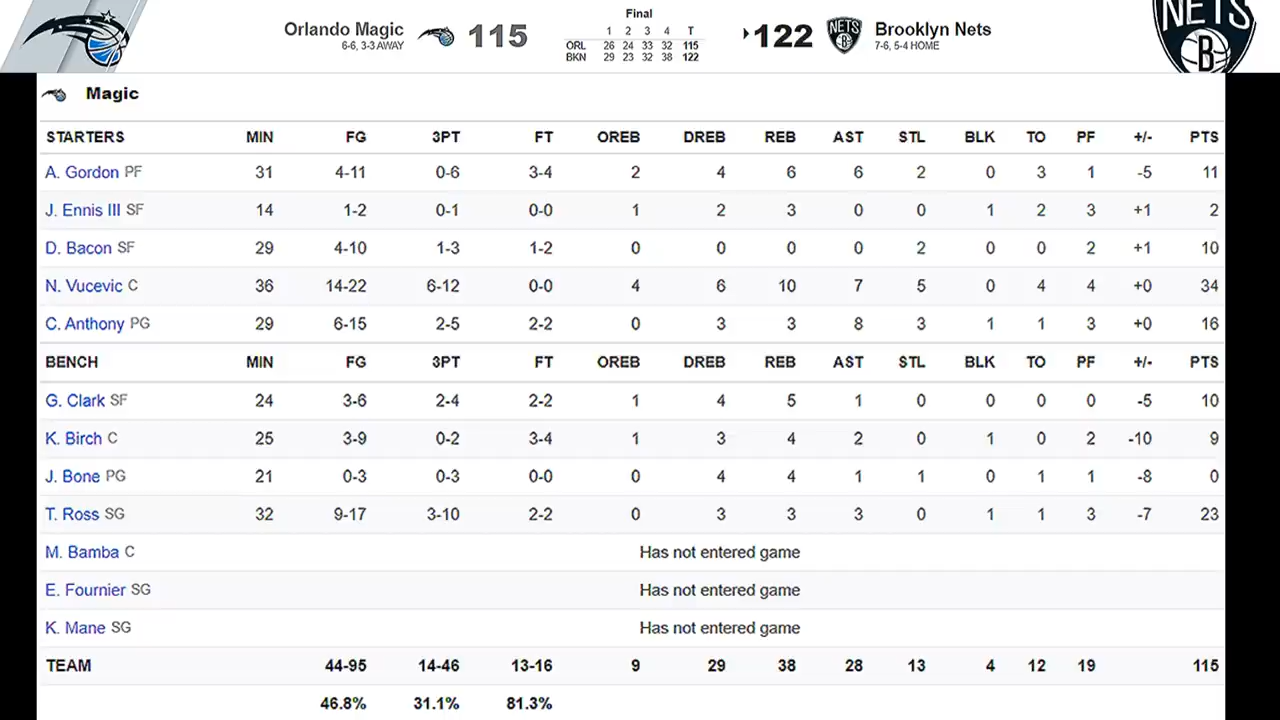 Final
Orlando Magic 115 122 Brooklyn Nets
6-6, 3-3 AWAY 7-6, 5-4 HOME
1 2 3 4 T
ORL 26 24 33 32 115
BKN 29 23 32 38 122
NETS
B
NETS
B
Magic
STARTERS MIN FG 3PT FT OREB DREB REB AST STL BLK TO PF +/- PTS
A. Gordon PF 31 4-11 0-6 3-4 2 4 6 6 2 0 3 1 -5 11
J. Ennis III SF 14 1-2 0-1 0-0 1 2 3 0 0 1 2 3 +1 2
D. Bacon SF 29 4-10 1-3 1-2 0 0 0 0 2 0 0 2 +1 10
N. Vucevic C 36 14-22 6-12 0-0 4 6 10 7 5 0 4 4 +0 34
C. Anthony PG 29 6-15 2-5 2-2 0 3 3 8 3 1 1 3 +0 16
BENCH MIN FG 3PT FT OREB DREB REB AST STL BLK TO PF +/- PTS
G. Clark SF 24 3-6 2-4 2-2 1 4 5 1 0 0 0 0 -5 10
K. Birch C 25 3-9 0-2 3-4 1 3 4 2 0 1 0 2 -10 9
J. Bone PG 21 0-3 0-3 0-0 0 4 4 1 1 0 1 1 -8 0
T. Ross SG 32 9-17 3-10 2-2 0 3 3 3 0 1 1 3 -7 23
M. Bamba C Has not entered game
E. Fournier SG Has not entered game
K. Mane SG Has not entered game
TEAM 44-95 14-46 13-16 9 29 38 28 13 4 12 19 115
46.8% 31.1% 81.3%